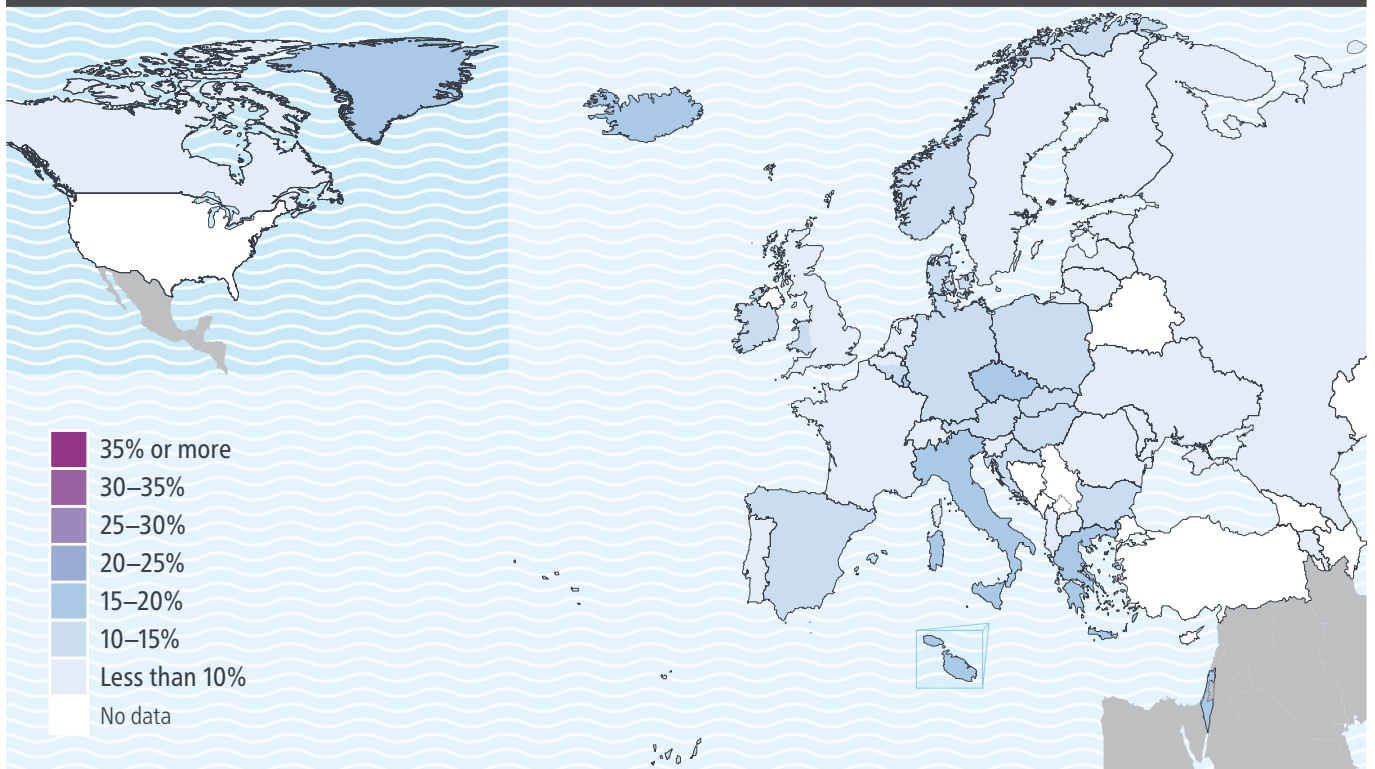 35% or more
30–35%
25–30%
20–25%
15–20%
10–15%
Less than 10%
No data